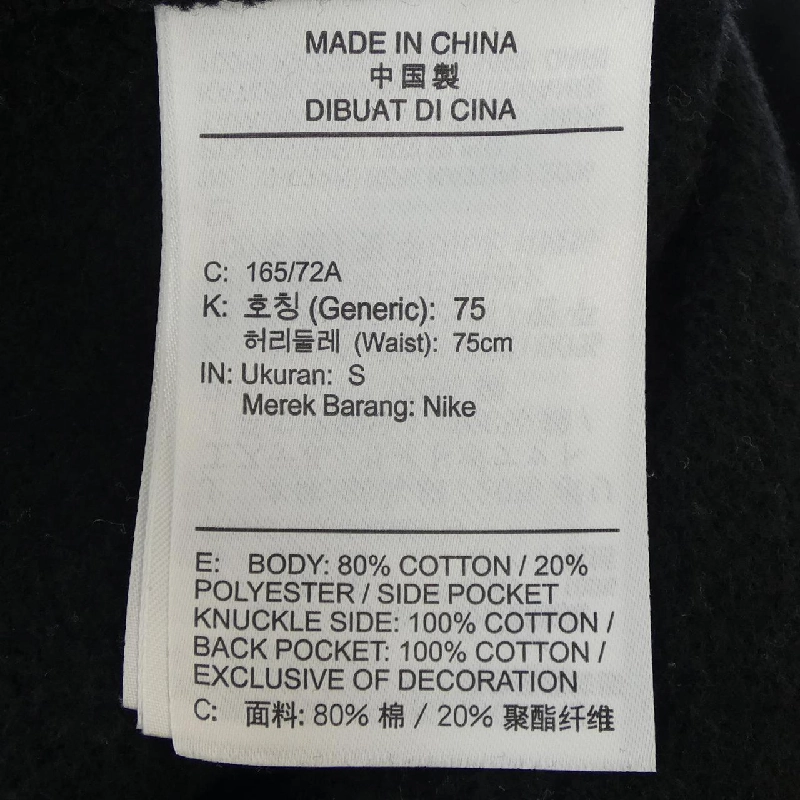 MADE IN CHINA
中国製
DIBUAT DI CINA
C: 165/72A
K: 호칭 (Generic): 75
허리둘레 (Waist): 75cm
IN: Ukuran: S
Merek Barang: Nike
E: BODY: 80% COTTON / 20%
POLYESTER / SIDE POCKET
KNUCKLE SIDE: 100% COTTON /
BACK POCKET: 100% COTTON /
EXCLUSIVE OF DECORATION
C: 面料: 80% 棉 / 20% 聚酯纤维